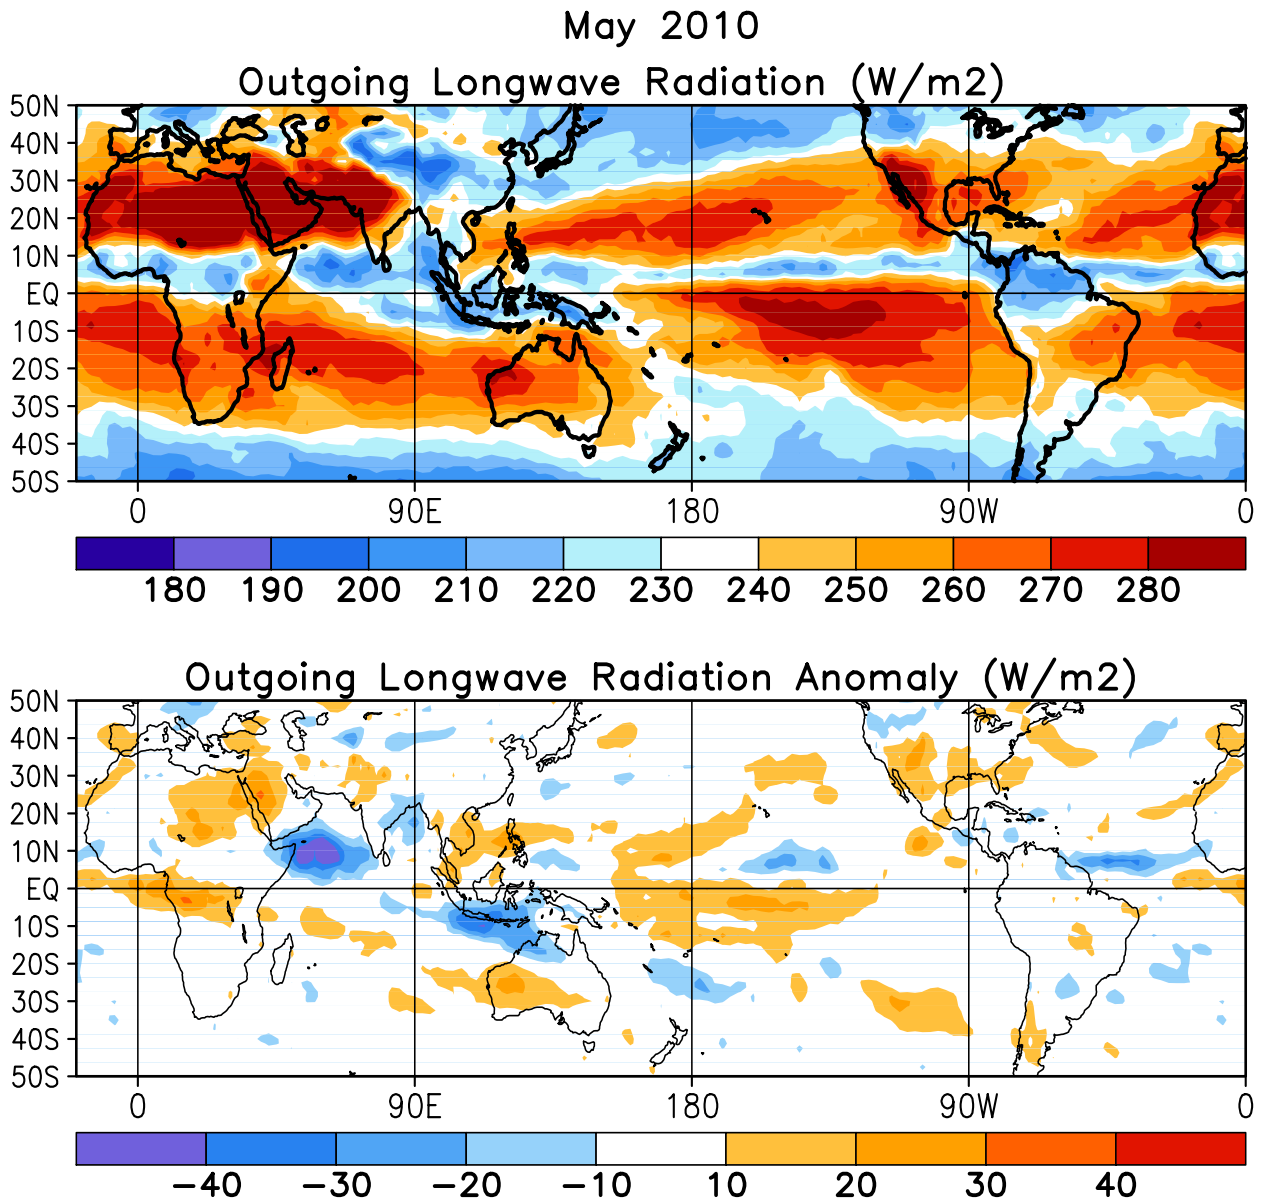 May 2010
Outgoing Longwave Radiation (W/m2)
50N
40N
30N
20N
10N
EQ
10S
20S
30S
40S
50S
0 90E 180 90W 0
180 190 200 210 220 230 240 250 260 270 280
Outgoing Longwave Radiation Anomaly (W/m2)
50N
40N
30N
20N
10N
EQ
10S
20S
30S
40S
50S
0 90E 180 90W 0
−40 −30 −20 −10 10 20 30 40